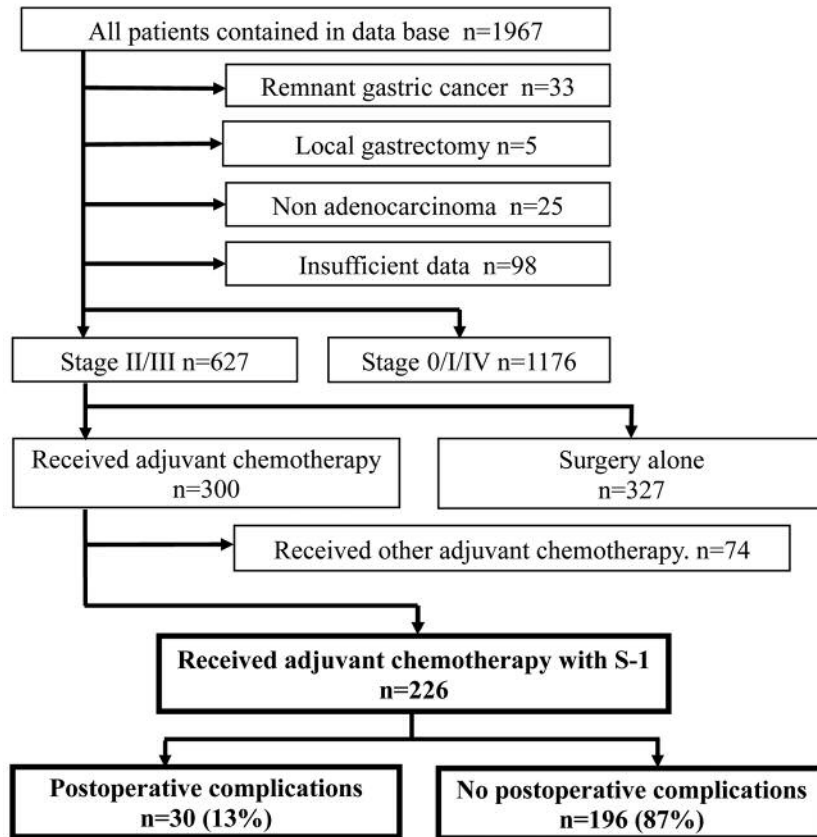 All patients contained in data base n=1967
Remnant gastric cancer n=33
Local gastrectomy n=5
Non adenocarcinoma n=25
Insufficient data n=98
Stage II/III n=627
Stage 0/I/IV n=1176
Received adjuvant chemotherapy
n=300
Surgery alone
n=327
Received other adjuvant chemotherapy. n=74
Received adjuvant chemotherapy with S-1
n=226
Postoperative complications
n=30 (13%)
No postoperative complications
n=196 (87%)